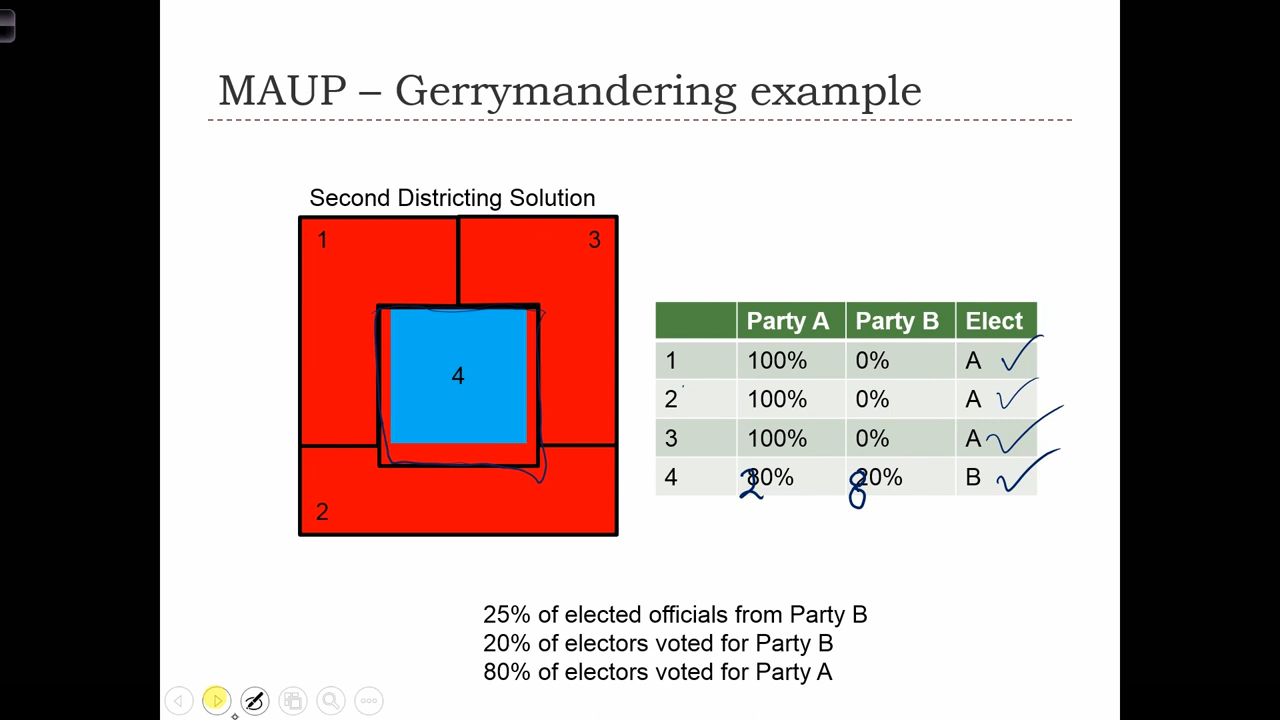 MAUP – Gerrymandering example
Second Districting Solution
1
3
4
2
Party A Party B Elect
1 100% 0% A
2 100% 0% A
3 100% 0% A
4 80% 20% B
2 8
25% of elected officials from Party B
20% of electors voted for Party B
80% of electors voted for Party A